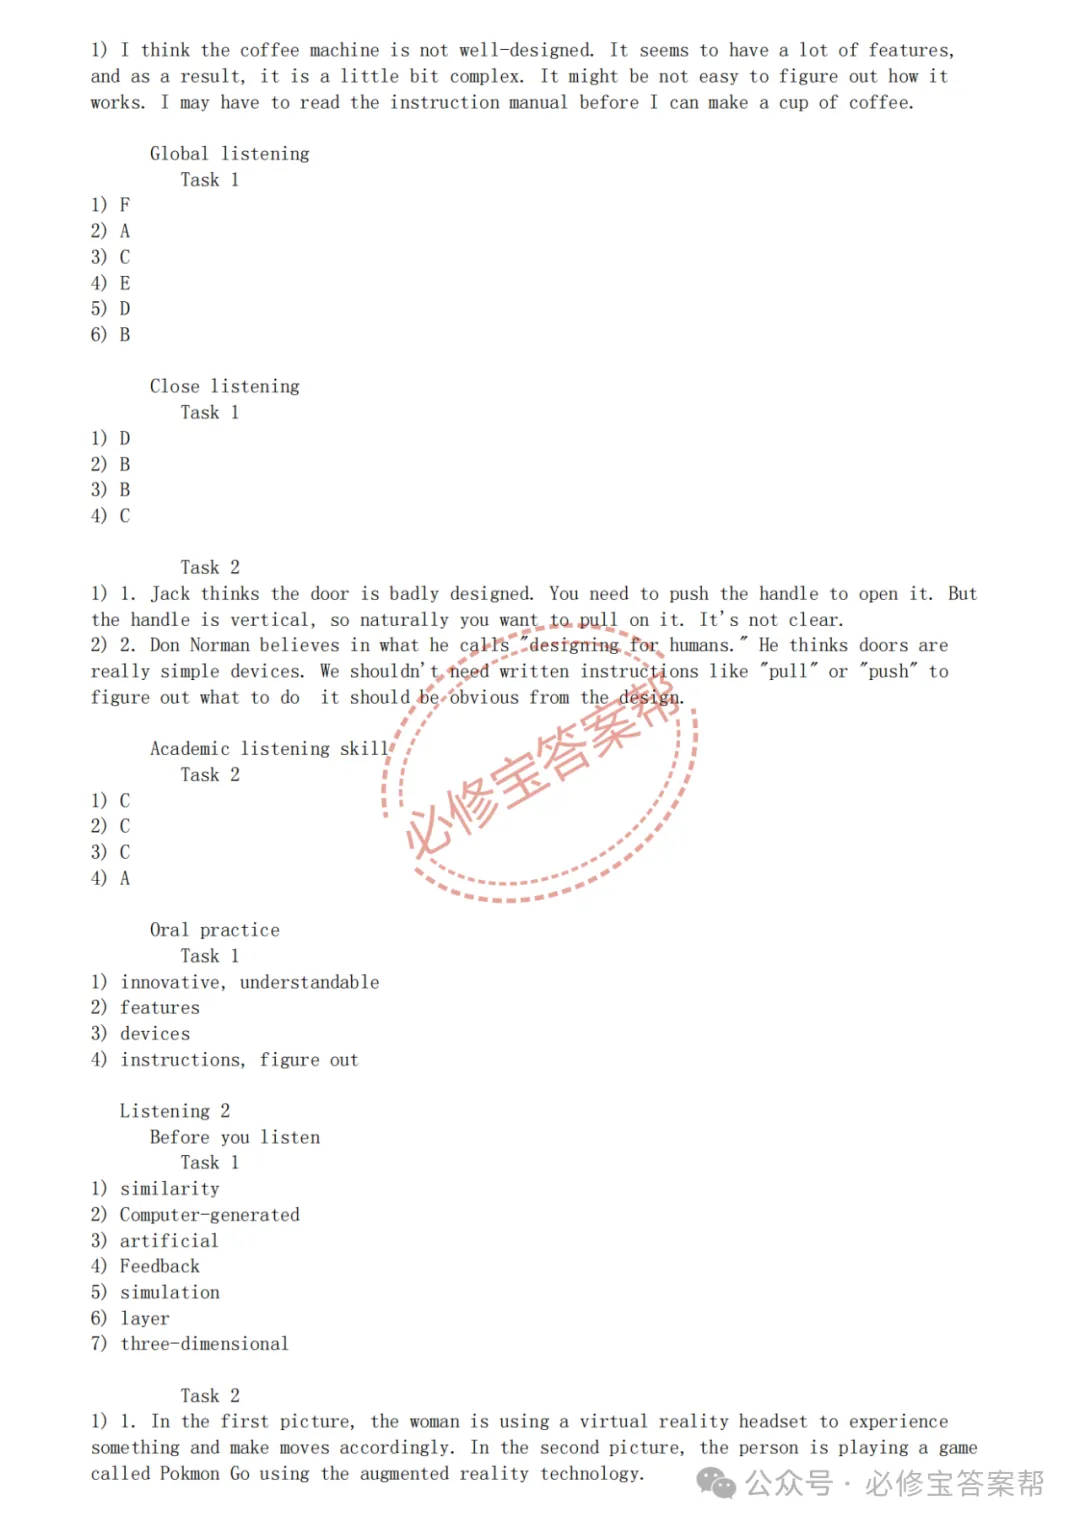 1) I think the coffee machine is not well-designed. It seems to have a lot of features,
and as a result, it is a little bit complex. It might be not easy to figure out how it
works. I may have to read the instruction manual before I can make a cup of coffee.
Global listening
Task 1
1) F
2) A
3) C
4) E
5) D
6) B
Close listening
Task 1
1) D
2) B
3) B
4) C
Task 2
1) 1. Jack thinks the door is badly designed. You need to push the handle to open it. But
the handle is vertical, so naturally you want to pull on it. It's not clear.
2) 2. Don Norman believes in what he calls "designing for humans." He thinks doors are
really simple devices. We shouldn't need written instructions like "pull" or "push" to
figure out what to do  it should be obvious from the design.
必修宝答案帮
Academic listening skill
Task 2
1) C
2) C
3) C
4) A
Oral practice
Task 1
1) innovative, understandable
2) features
3) devices
4) instructions, figure out
Listening 2
Before you listen
Task 1
1) similarity
2) Computer-generated
3) artificial
4) Feedback
5) simulation
6) layer
7) three-dimensional
Task 2
1) 1. In the first picture, the woman is using a virtual reality headset to experience
something and make moves accordingly. In the second picture, the person is playing a game
called Pokmon Go using the augmented reality technology.
公众号 · 必修宝答案帮